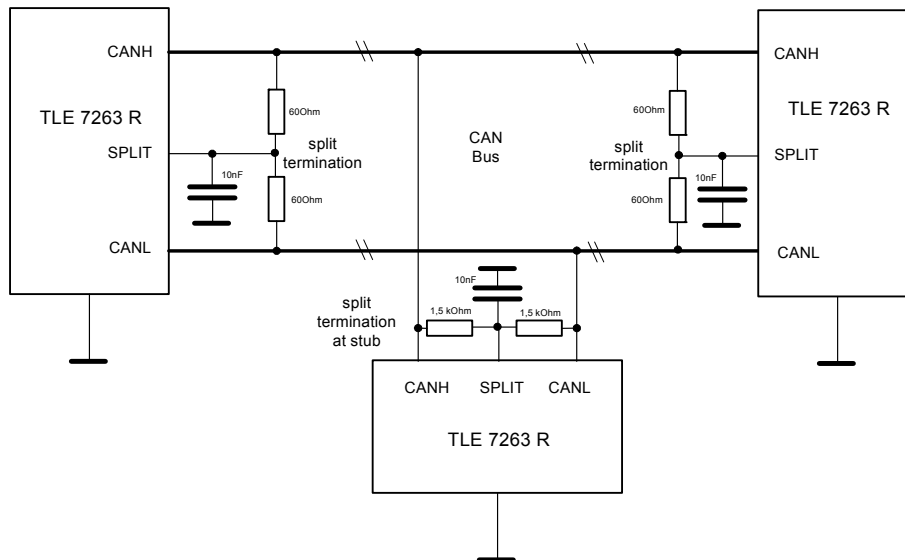 CANH
TLE 7263 R
SPLIT
CANL
10nF
60Ohm
60Ohm
split
termination
CAN
Bus
split
termination
60Ohm
60Ohm
10nF
CANH
TLE 7263 R
SPLIT
CANL
split
termination
at stub
10nF
1,5 kOhm
1,5 kOhm
CANH SPLIT CANL
TLE 7263 R